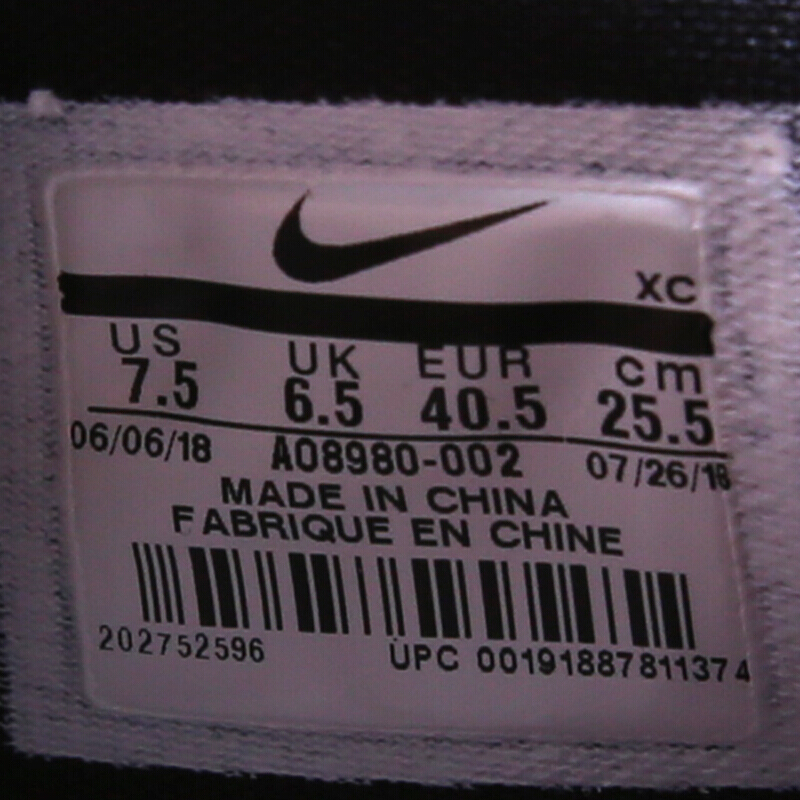 XC
US UK EUR cm
7.5 6.5 40.5 25.5
06/06/18 AO8980-002 07/26/18
MADE IN CHINA
FABRIQUE EN CHINE
202752596 UPC 00191887811374